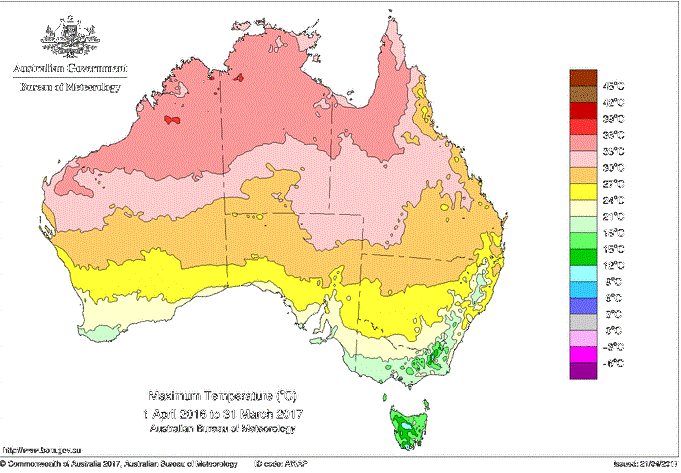 Australian Government
Bureau of Meteorology
45°C
42°C
39°C
36°C
33°C
30°C
27°C
24°C
21°C
18°C
15°C
12°C
9°C
6°C
3°C
0°C
-3°C
-6°C
Maximum Temperature (°C)
1 April 2016 to 31 March 2017
Australian Bureau of Meteorology
http://www.bom.gov.au
© Commonwealth of Australia 2017, Australian Bureau of Meteorology
ID code: AWAP
Issued: 21/04/2017